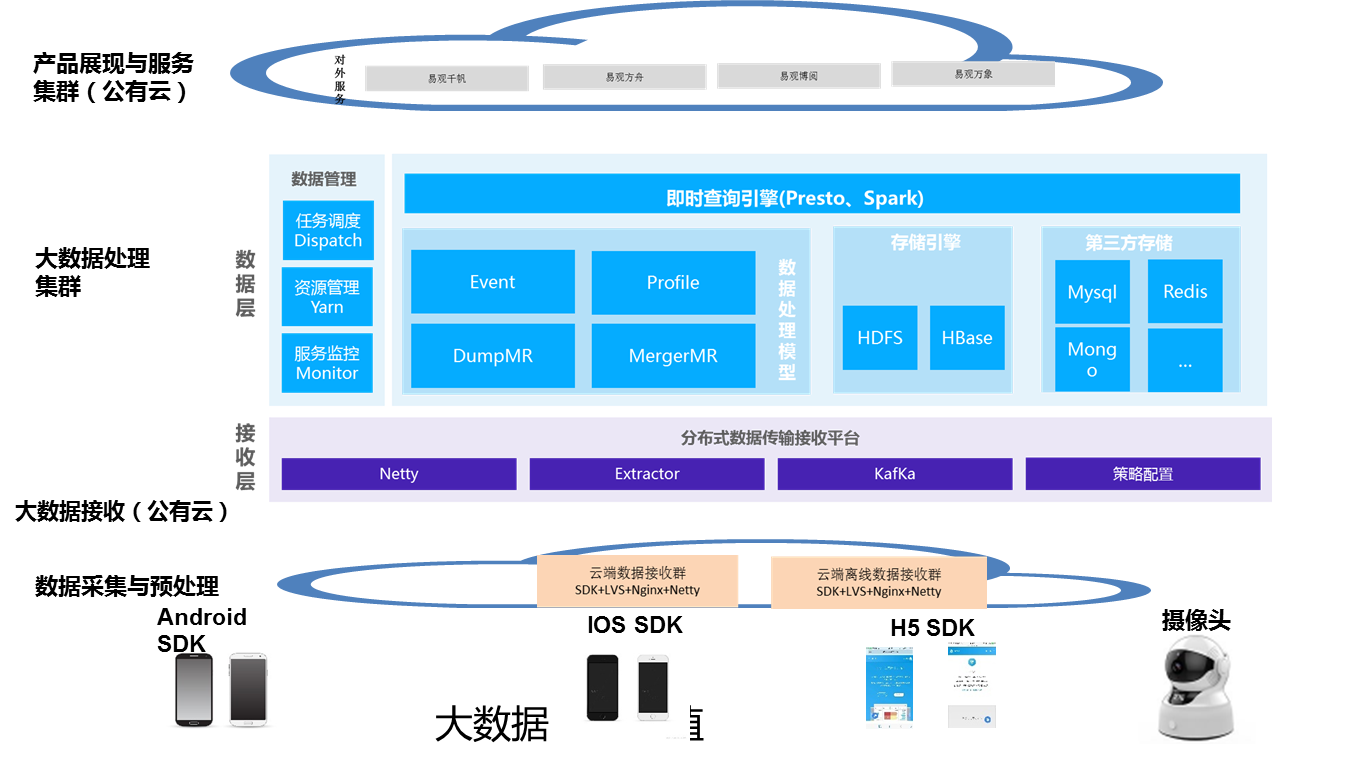 产品展现与服务
集群（公有云）
对外服务
易观千帆
易观方舟
易观博阅
易观万象
大数据处理
集群
数据层
数据管理
任务调度
Dispatch
资源管理
Yarn
服务监控
Monitor
即时查询引擎(Presto、Spark)
Event
Profile
DumpMR
MergerMR
数据处理模型
存储引擎
HDFS
HBase
第三方存储
Mysql
Redis
Mong
o
...
接收层
分布式数据传输接收平台
Netty
Extractor
KafKa
策略配置
大数据接收（公有云）
云端数据接收群
SDK+LVS+Nginx+Netty
云端离线数据接收群
SDK+LVS+Nginx+Netty
数据采集与预处理
Android
SDK
IOS SDK
H5 SDK
摄像头
大数据
值